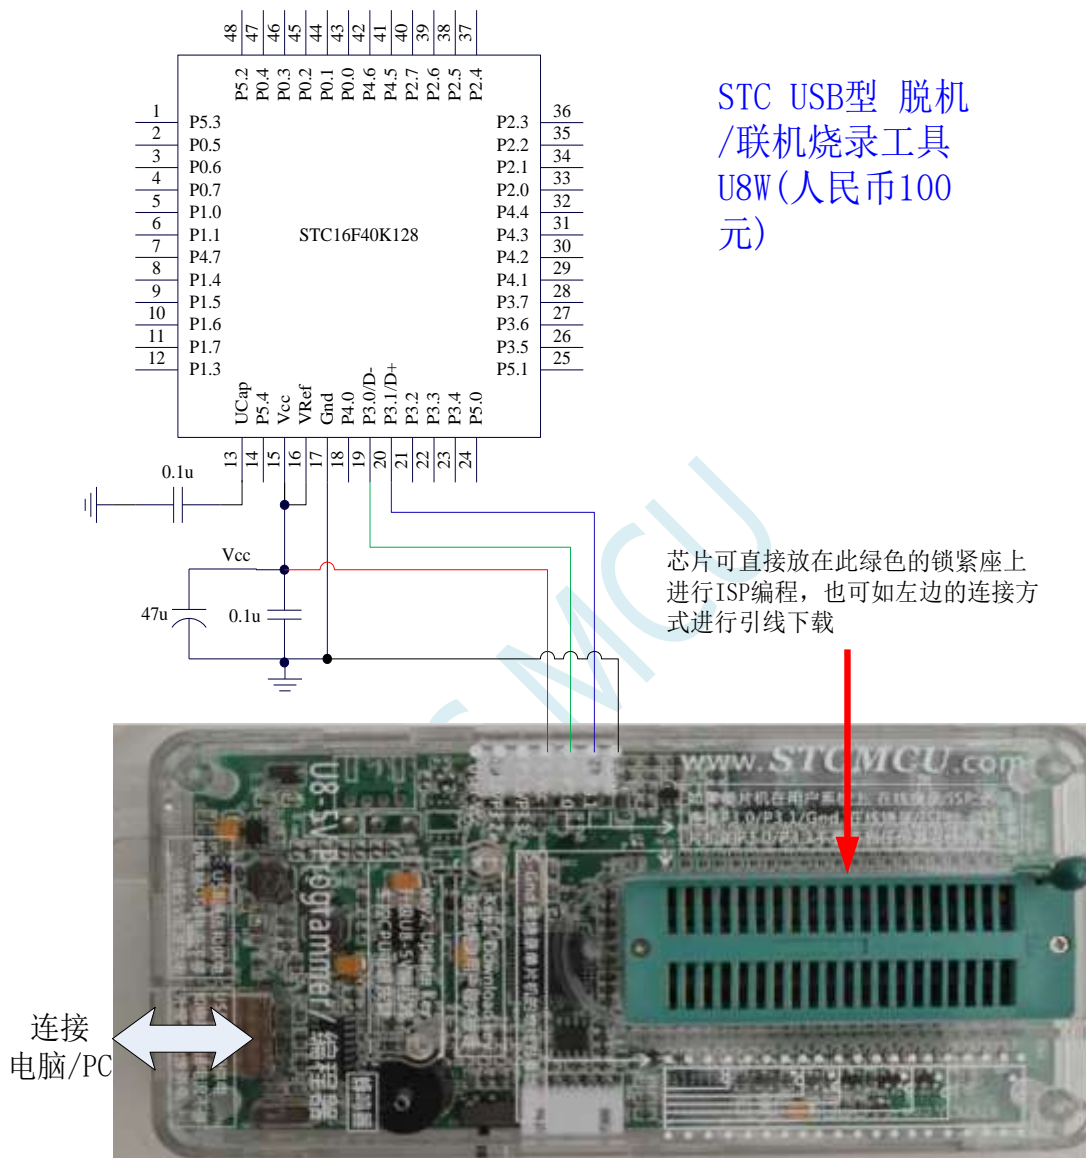 48 47 46 45 44 43 42 41 40 39 38 37
P5.2 P0.4 P0.3 P0.2 P0.1 P0.0 P4.6 P4.5 P2.7 P2.6 P2.5 P2.4
1 P5.3
2 P0.5
3 P0.6
4 P0.7
5 P1.0
6 P1.1
7 P4.7
8 P1.4
9 P1.5
10 P1.6
11 P1.7
12 P1.3
STC16F40K128
P2.3 36
P2.2 35
P2.1 34
P2.0 33
P4.4 32
P4.3 31
P4.2 30
P4.1 29
P3.7 28
P3.6 27
P3.5 26
P5.1 25
UCap P5.4 Vcc VRef Gnd P4.0 P3.0/D- P3.1/D+ P3.2 P3.3 P3.4 P5.0
13 14 15 16 17 18 19 20 21 22 23 24
0.1u
Vcc
47u
0.1u
STC USB型 脱机
/联机烧录工具
U8W(人民币100
元)
芯片可直接放在此绿色的锁紧座上
进行ISP编程，也可如左边的连接方
式进行引线下载
MCU
www.STCMCU.com
连接
电脑/PC